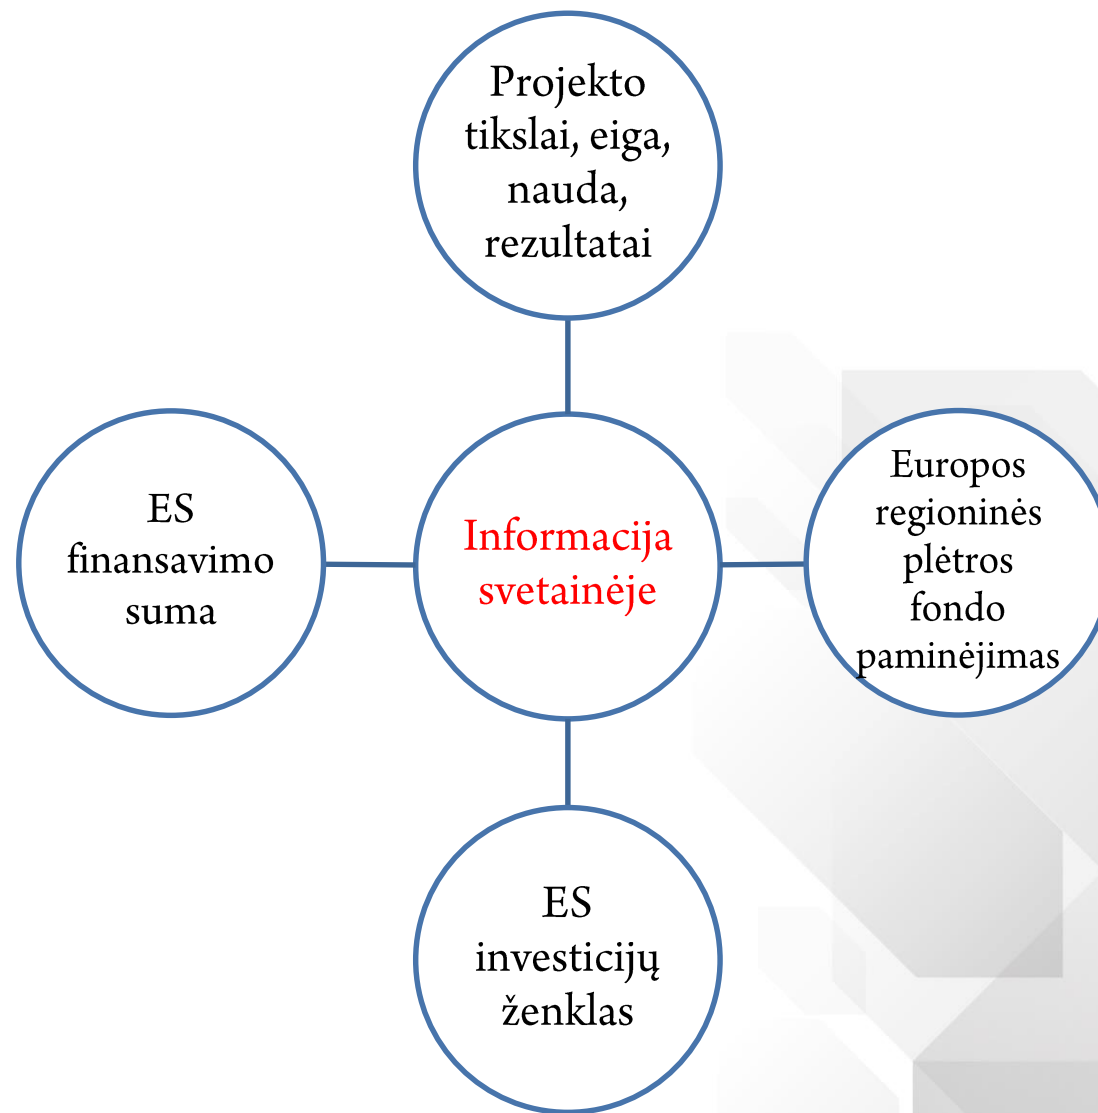 Projekto
tikslai, eiga,
nauda,
rezultatai
ES
finansavimo
suma
Informacija
svetainėje
Europos
regioninės
plėtros
fondo
paminėjimas
ES
investicijų
ženklas